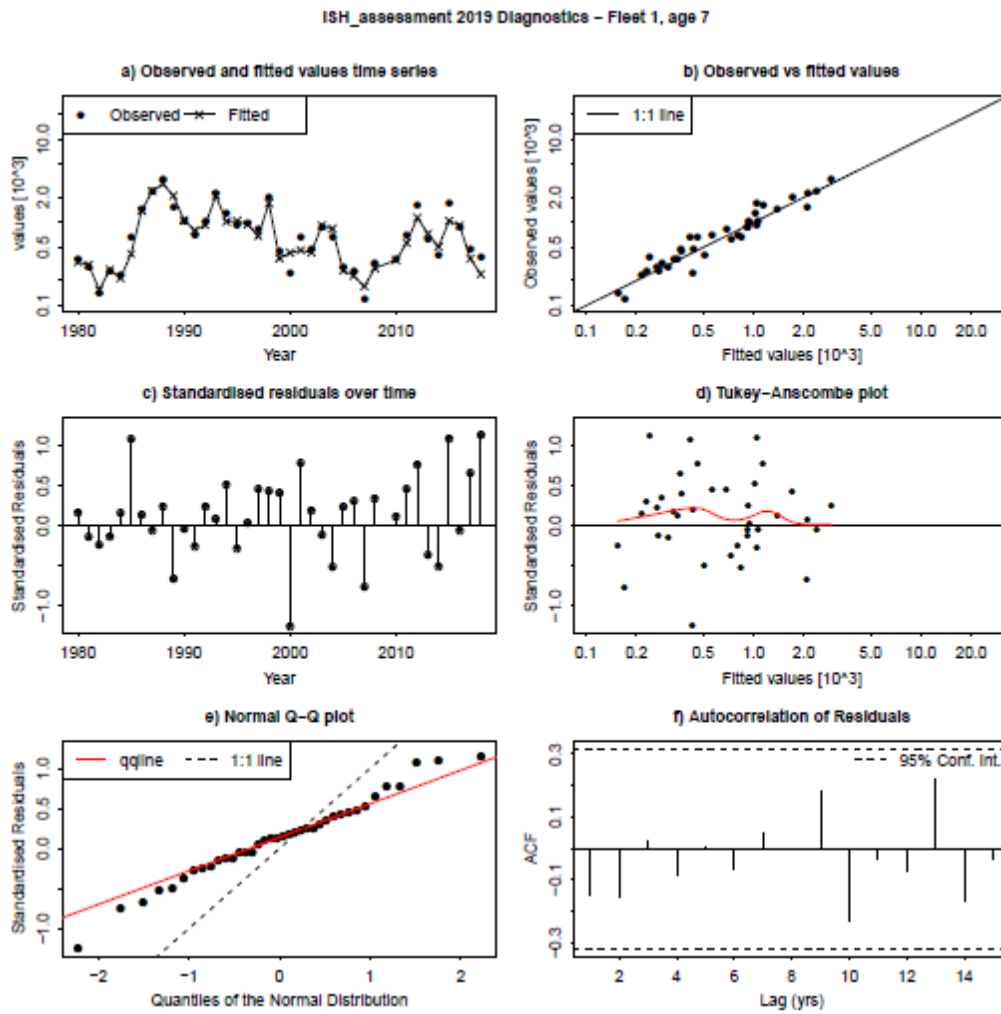 ISH_assessment 2019 Diagnostics – Fleet 1, age 7
a) Observed and fitted values time series
values [10^3]
0.1 0.5 2.0 10.0
Observed Fitted
1980 1990 2000 2010
Year
b) Observed vs fitted values
Observed values [10^3]
0.1 0.5 2.0 10.0
1:1 line
0.1 0.2 0.5 1.0 2.0 5.0 10.0 20.0
Fitted values [10^3]
c) Standardised residuals over time
Standardised Residuals
−1.0 0.0 0.5 1.0
1980 1990 2000 2010
Year
d) Tukey−Anscombe plot
Standardised Residuals
−1.0 0.0 0.5 1.0
0.1 0.2 0.5 1.0 2.0 5.0 10.0 20.0
Fitted values [10^3]
e) Normal Q−Q plot
Standardised Residuals
−1.0 0.0 0.5 1.0
qqline 1:1 line
−2 −1 0 1 2
Quantiles of the Normal Distribution
f) Autocorrelation of Residuals
ACF
−0.3 −0.1 0.1 0.3
95% Conf. Int.
2 4 6 8 10 12 14
Lag (yrs)